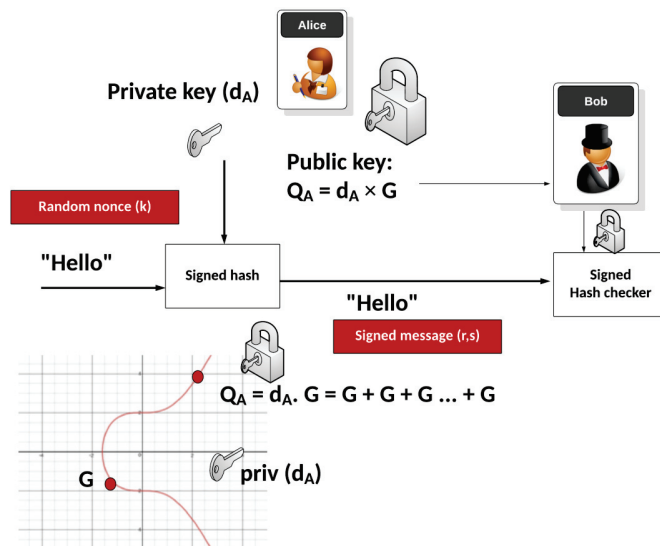 Alice
Private key (dA)
Bob
Public key:
QA = dA × G
Random nonce (k)
"Hello"
Signed hash
Signed
Hash checker
"Hello"
Signed message (r,s)
QA = dA. G = G + G + G ... + G
G
priv (dA)